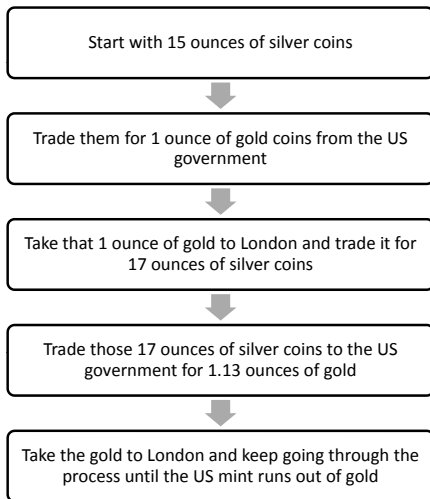 Start with 15 ounces of silver coins
Trade them for 1 ounce of gold coins from the US
government
Take that 1 ounce of gold to London and trade it for
17 ounces of silver coins
Trade those 17 ounces of silver coins to the US
government for 1.13 ounces of gold
Take the gold to London and keep going through the
process until the US mint runs out of gold